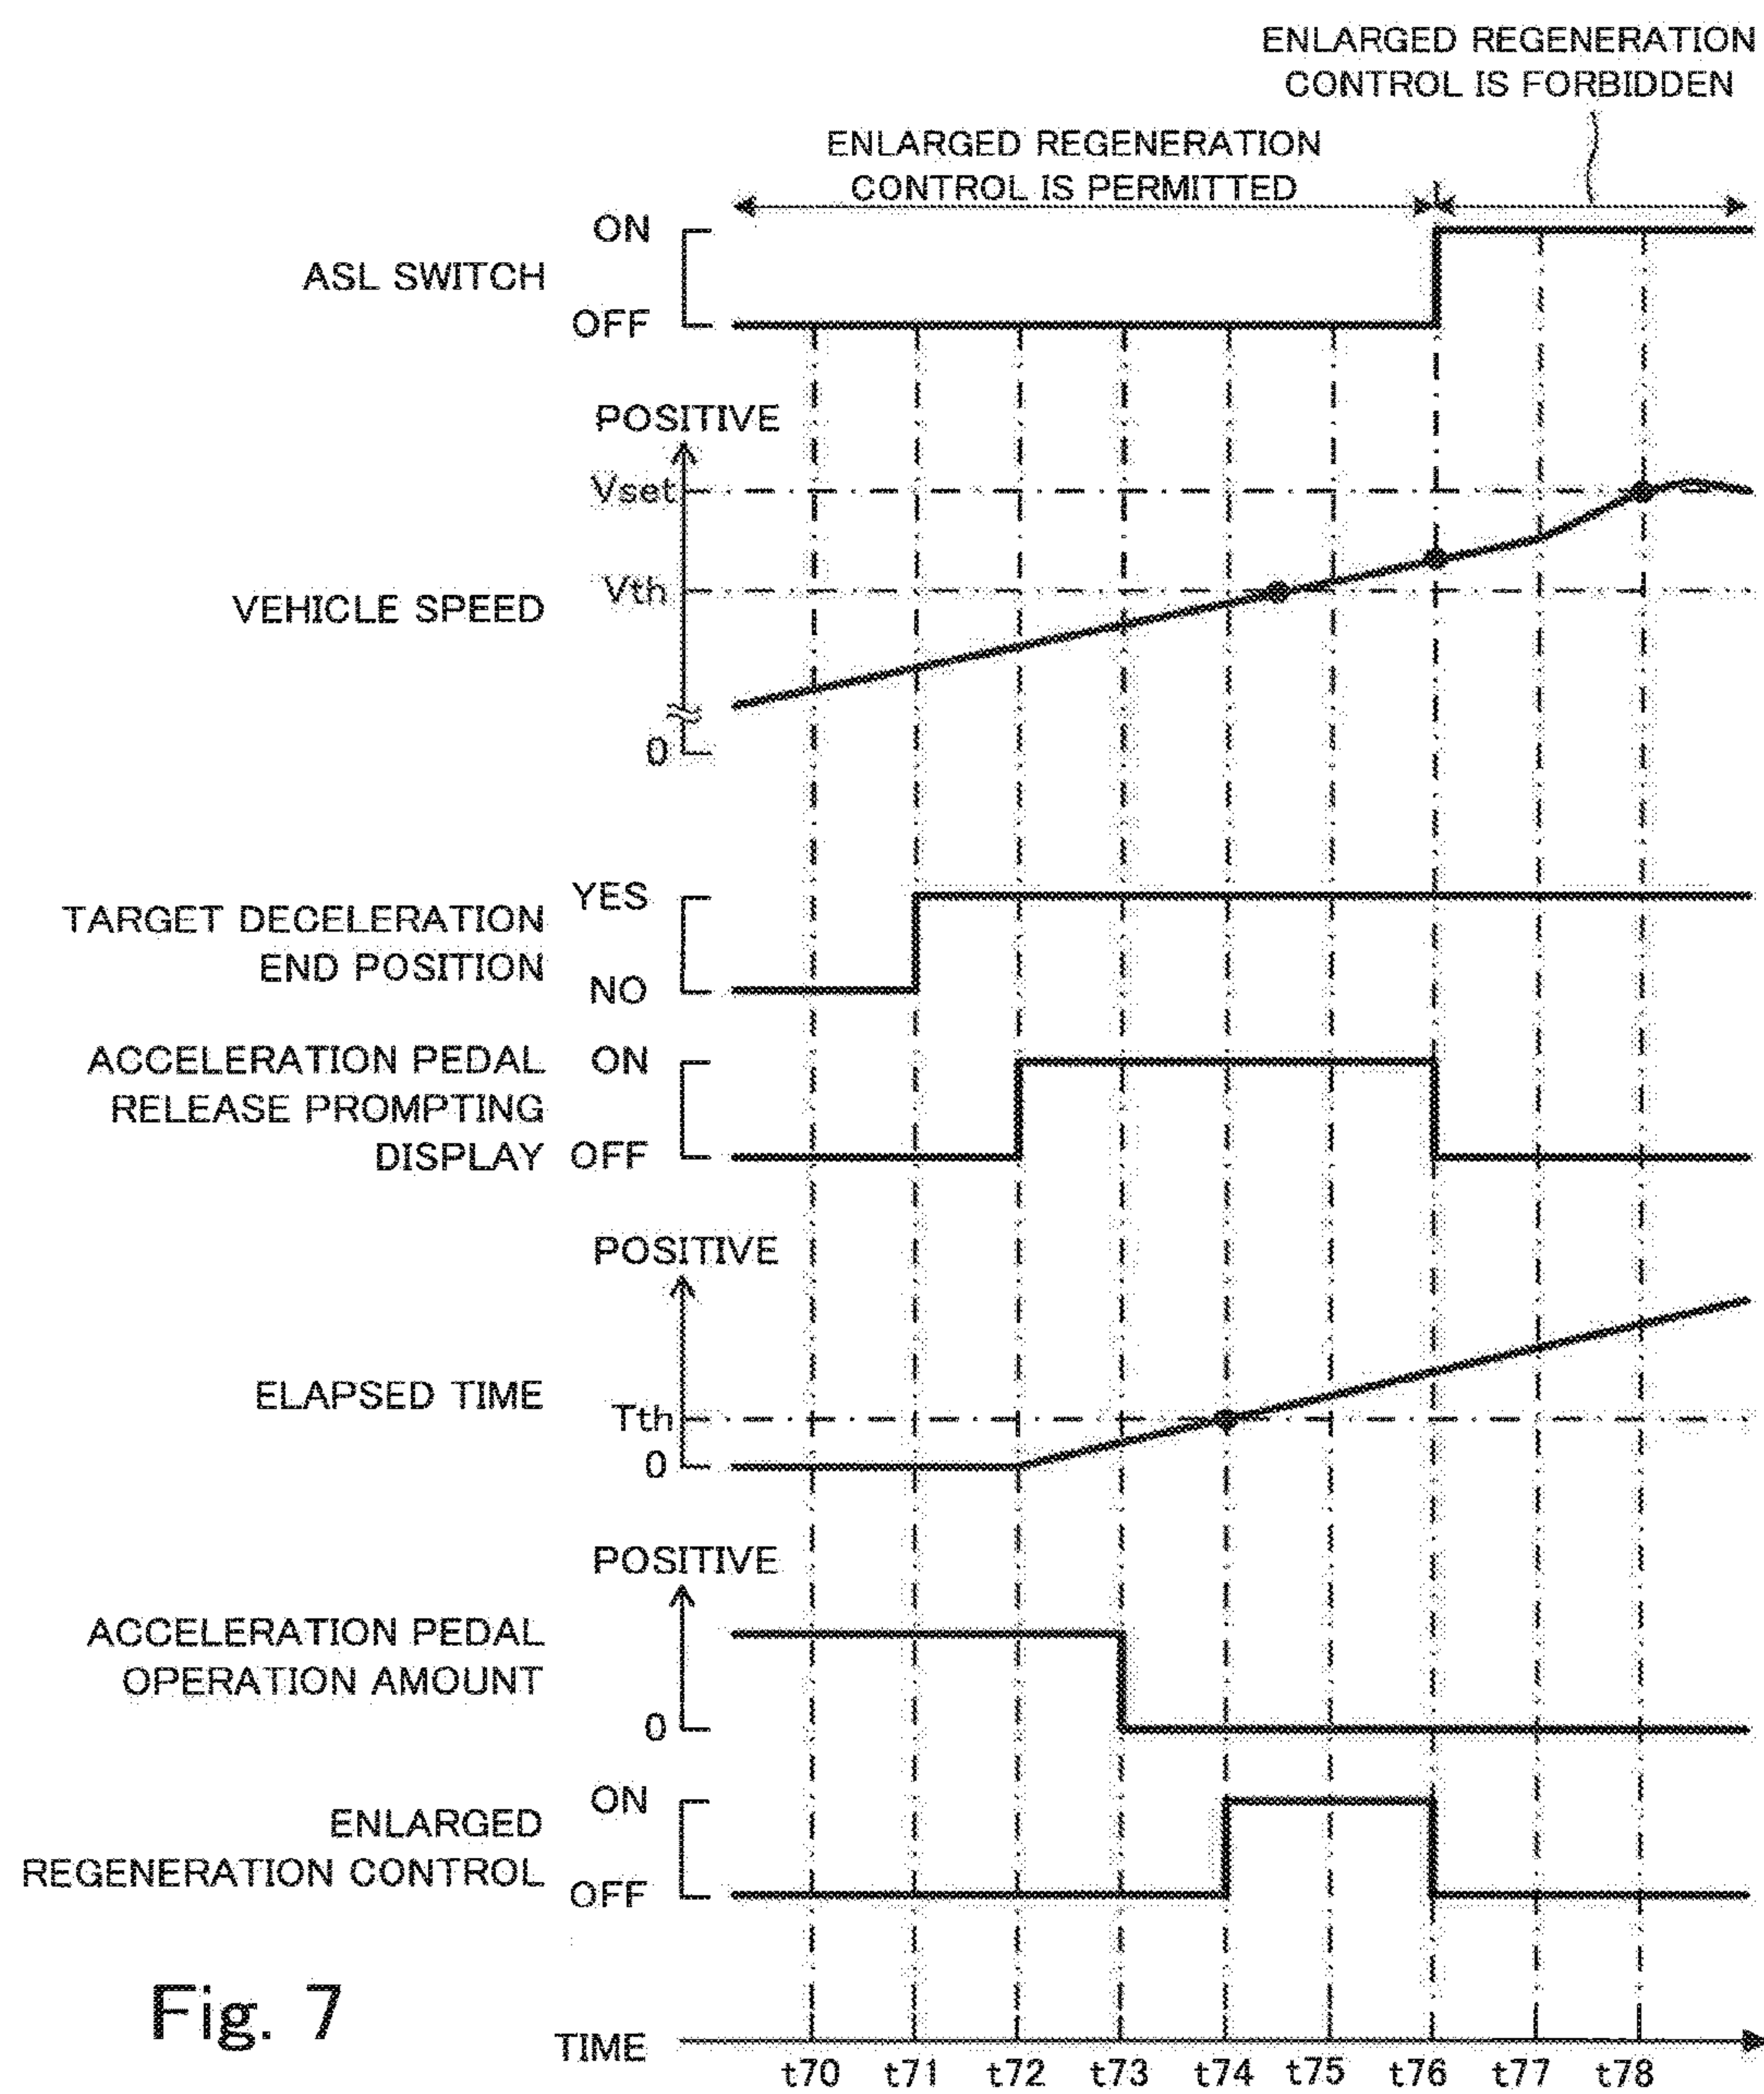 ENLARGED REGENERATION
CONTROL IS FORBIDDEN
ENLARGED REGENERATION
CONTROL IS PERMITTED
ON
ASL SWITCH
OFF
POSITIVE
Vset
Vth
VEHICLE SPEED
0
YES
TARGET DECELERATION
END POSITION
NO
ACCELERATION PEDAL
RELEASE PROMPTING
DISPLAY
ON
OFF
POSITIVE
ELAPSED TIME
Tth
0
POSITIVE
ACCELERATION PEDAL
OPERATION AMOUNT
0
ON
ENLARGED
REGENERATION CONTROL
OFF
Fig. 7
TIME
t70 t71 t72 t73 t74 t75 t76 t77 t78